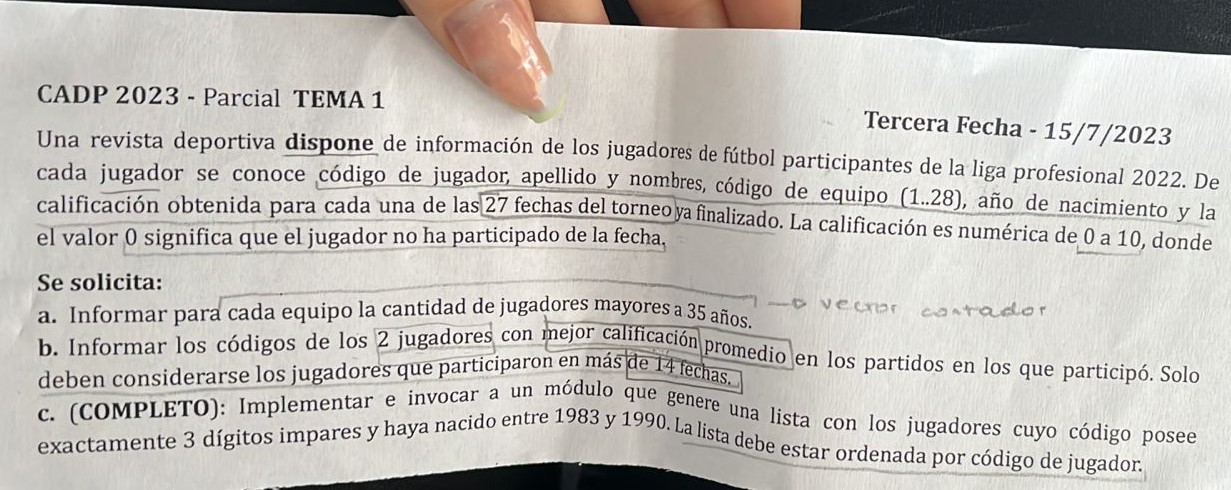 CADP 2023 - Parcial TEMA 1
Tercera Fecha - 15/7/2023
Una revista deportiva dispone de información de los jugadores de fútbol participantes de la liga profesional 2022. De
cada jugador se conoce código de jugador, apellido y nombres, código de equipo (1..28), año de nacimiento y la
calificación obtenida para cada una de las 27 fechas del torneo ya finalizado. La calificación es numérica de 0 a 10, donde
el valor 0 significa que el jugador no ha participado de la fecha.
Se solicita:
a. Informar para cada equipo la cantidad de jugadores mayores a 35 años.
vector contador
b. Informar los códigos de los 2 jugadores con mejor calificación promedio en los partidos en los que participó. Solo
deben considerarse los jugadores que participaron en más de 14 fechas.
c. (COMPLETO): Implementar e invocar a un módulo que genere una lista con los jugadores cuyo código posee
exactamente 3 dígitos impares y haya nacido entre 1983 y 1990. La lista debe estar ordenada por código de jugador.